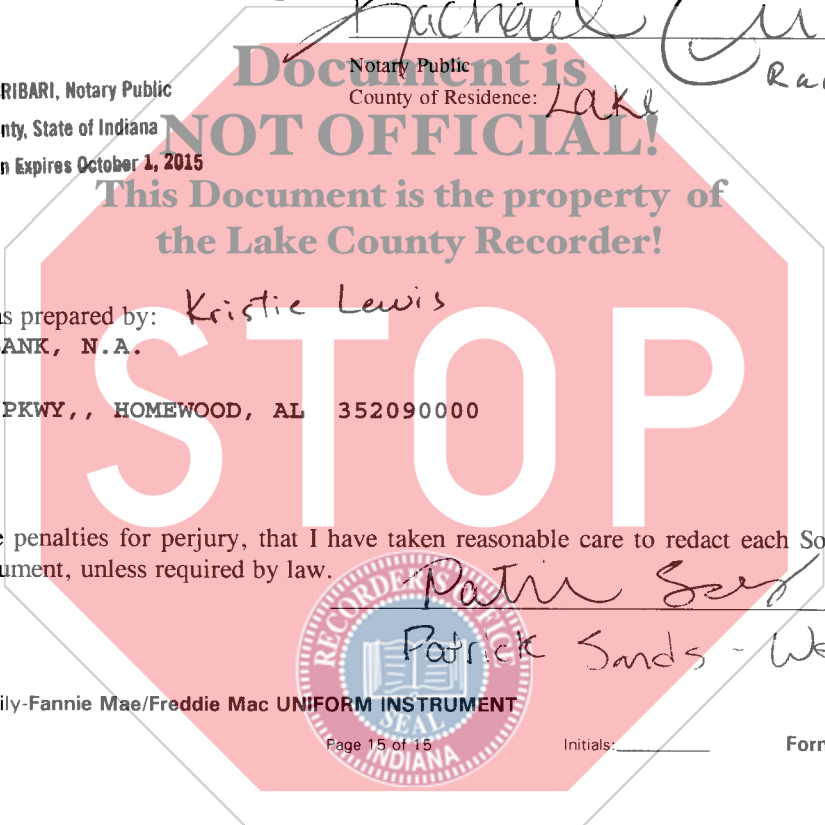 Rachael
Document is
Notary Public
RIBARI, Notary Public
County of Residence: Lake
nty, State of Indiana
NOT OFFICIAL!
n Expires October 1, 2015
This Document is the property of
the Lake County Recorder!
s prepared by: Kristie Lewis
ANK, N.A.
STOP
PKWY,, HOMEWOOD, AL 352090000
e penalties for perjury, that I have taken reasonable care to redact each So
ument, unless required by law.
RECORDER'S OFFICE
Patrick Sands - We
SEAL
INDIANA
ily-Fannie Mae/Freddie Mac UNIFORM INSTRUMENT
Page 15 of 15 Initials: Form